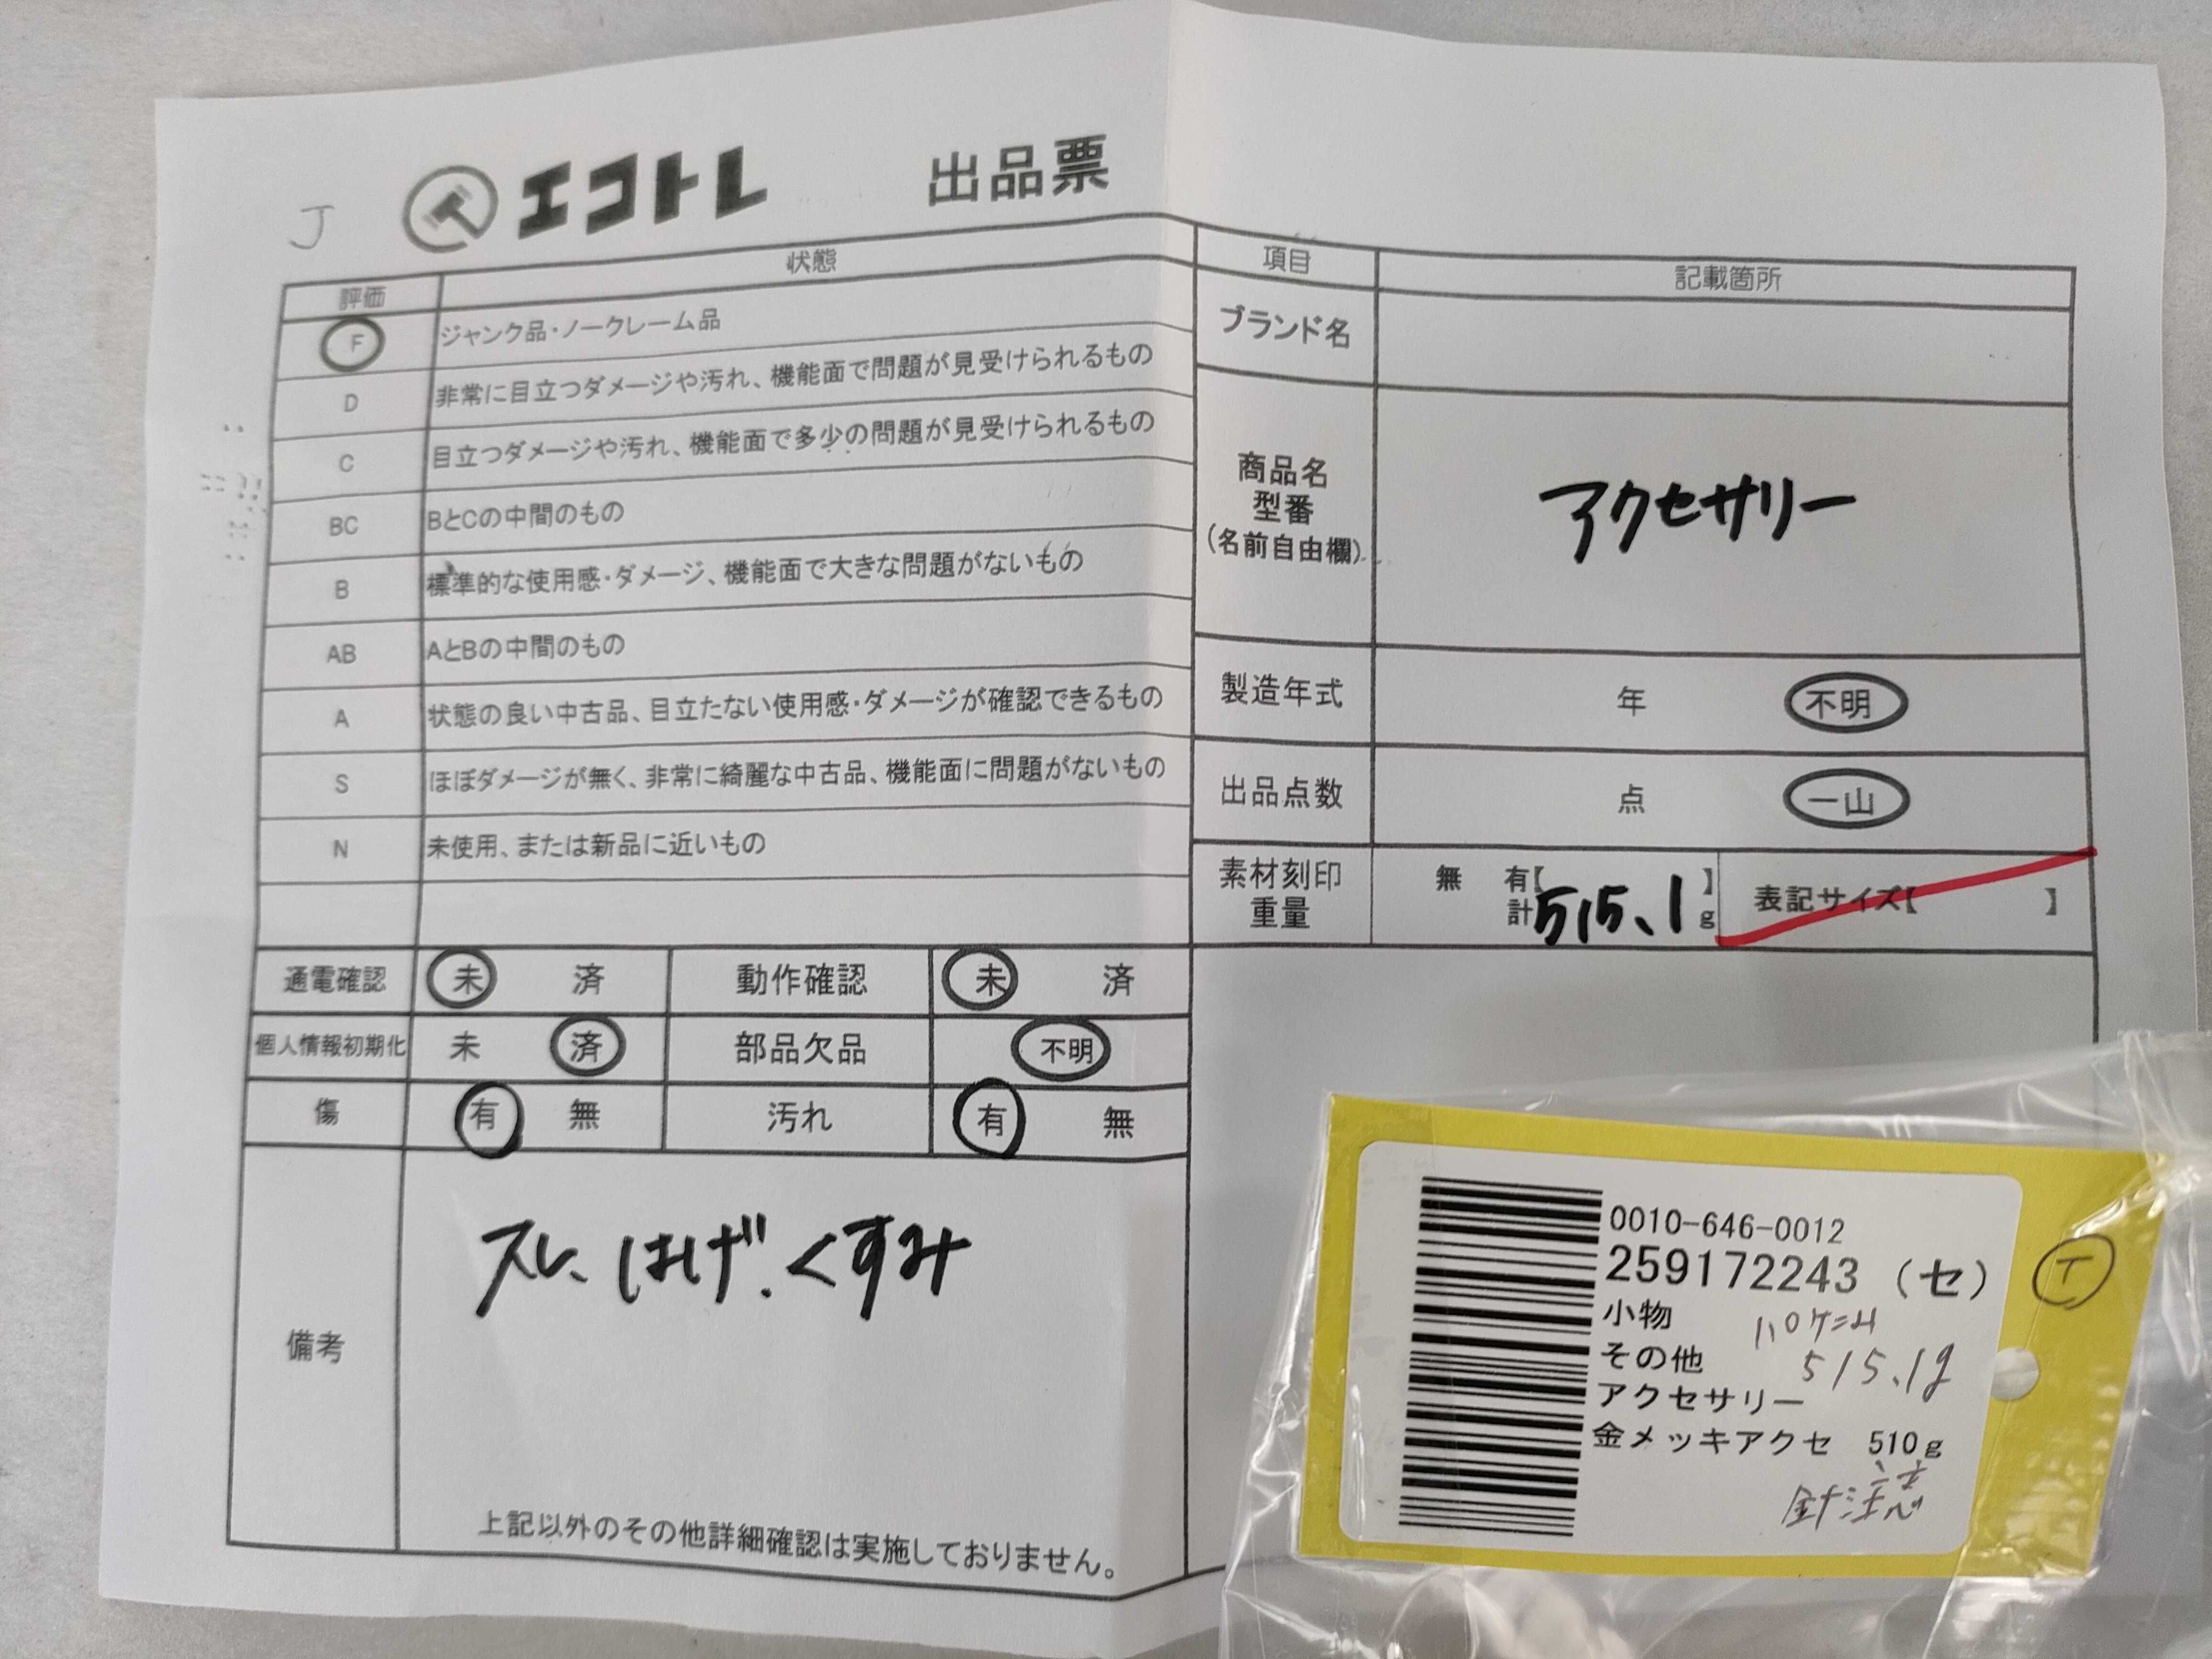 J
エコトレ 出品票
評価 状態
F ジャンク品・ノークレーム品
D 非常に目立つダメージや汚れ、機能面で問題が見受けられるもの
C 目立つダメージや汚れ、機能面で多少の問題が見受けられるもの
BC BとCの中間のもの
B 標準的な使用感・ダメージ、機能面で大きな問題がないもの
AB AとBの中間のもの
A 状態の良い中古品、目立たない使用感・ダメージが確認できるもの
S ほぼダメージが無く、非常に綺麗な中古品、機能面に問題がないもの
N 未使用、または新品に近いもの
通電確認 未 済 動作確認 未 済
個人情報初期化 未 済 部品欠品 不明
傷 有 無 汚れ 有 無
備考
スレ、はげ、くすみ
上記以外のその他詳細確認は実施しておりません。
項目 記載箇所
ブランド名
商品名
型番
(名前自由欄)
アクセサリー
製造年式 年 不明
出品点数 点 一山
素材刻印 無 有【 】
重量 計 515.1 g
表記サイズ【 】
0010-646-0012
259172243 (セ)
小物
その他 515.1g
アクセサリー
金メッキアクセ 510g
針注意